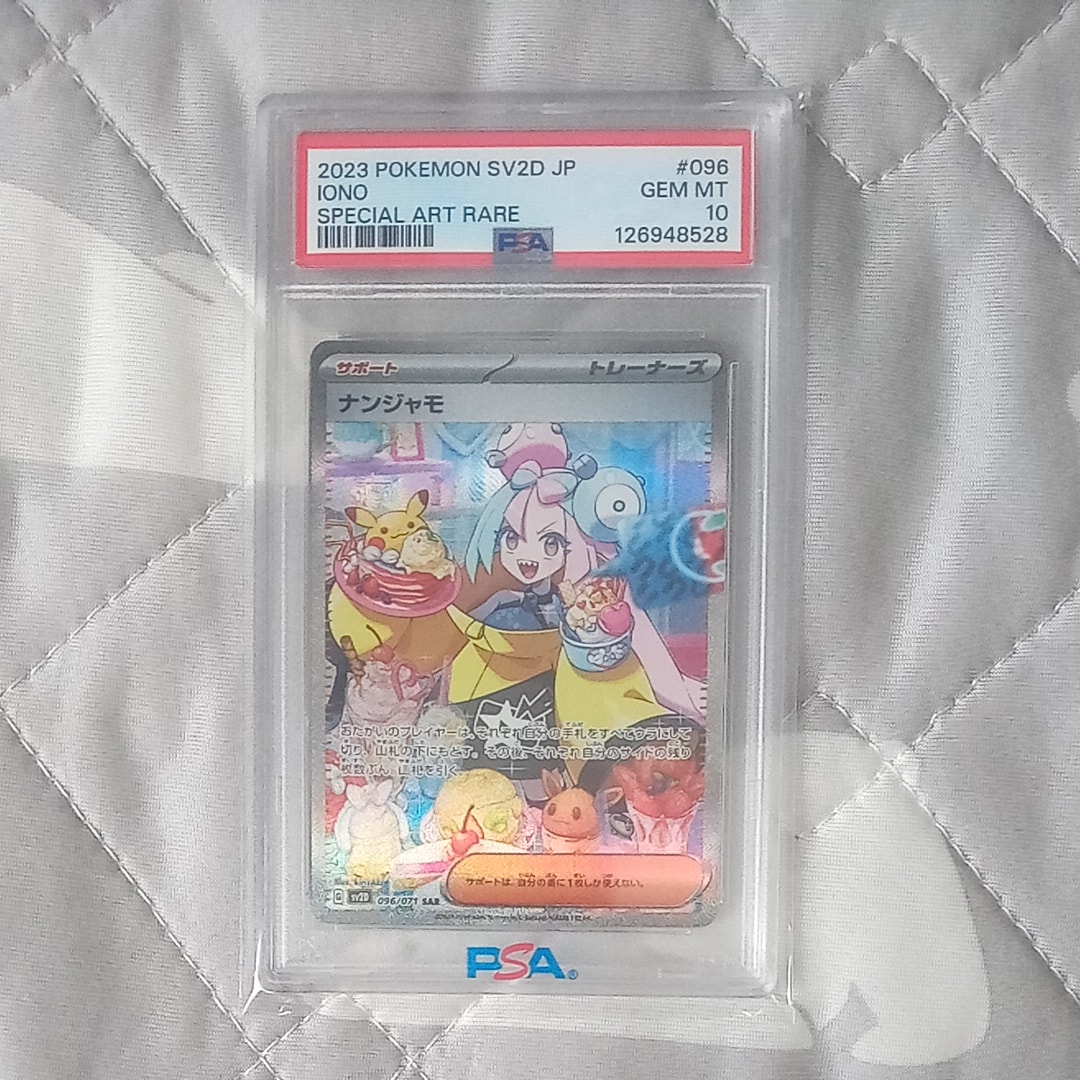 2023 POKEMON SV2D JP #096
IONO GEM MT
SPECIAL ART RARE 10
PSA 126948528
サポート トレーナーズ
ナンジャモ
おたがいのプレイヤーは、それぞれ自分の手札をすべてウラにして
切り、山札の下にもどす。その後、それぞれ自分のサイドの残り
枚数ぶん、山札を引く。
サポートは、自分の番に1枚しか使えない。
G SV2D 096/071 SAR
PSA®